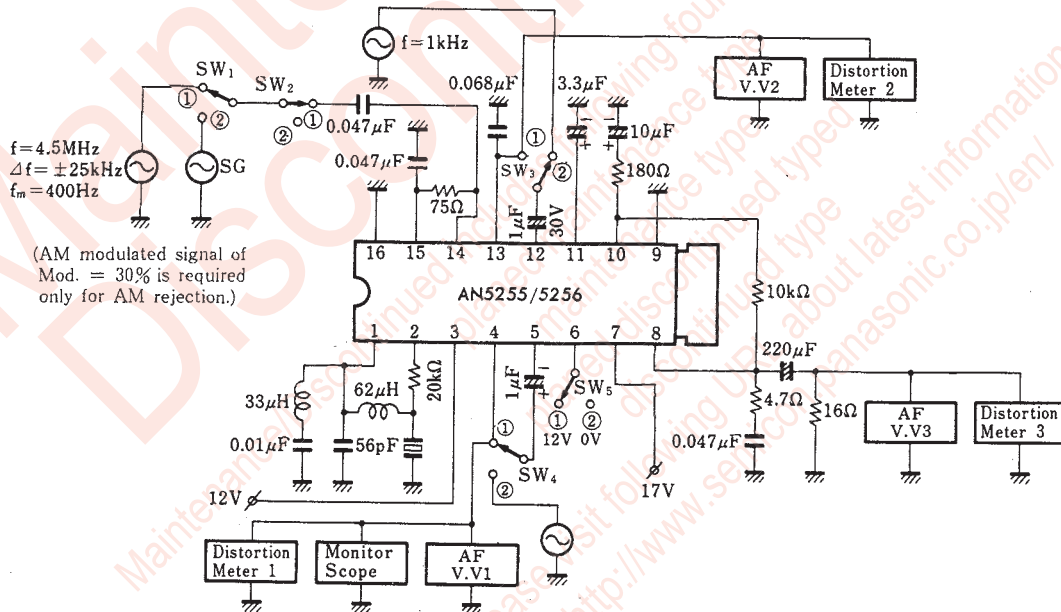 f=1kHz
SW₁
SW₂
①
②
①
②
0.047μF
0.047μF
75Ω
0.068μF
3.3μF
10μF
180Ω
SW₃
①
②
1μF
30V
AF
V.V2
Distortion
Meter 2
f=4.5MHz
Δf=±25kHz
fm=400Hz
SG
(AM modulated signal of
Mod. = 30% is required
only for AM rejection.)
16 15 14 13 12 11 10 9
AN5255/5256
1 2 3 4 5 6 7 8
10kΩ
220μF
33μH
0.01μF
62μH
56pF
20kΩ
12V
①
②
SW₄
1μF
SW₅
①
②
12V
0V
17V
4.7Ω
0.047μF
16Ω
AF
V.V3
Distortion
Meter 3
Distortion
Meter 1
Monitor
Scope
AF
V.V1